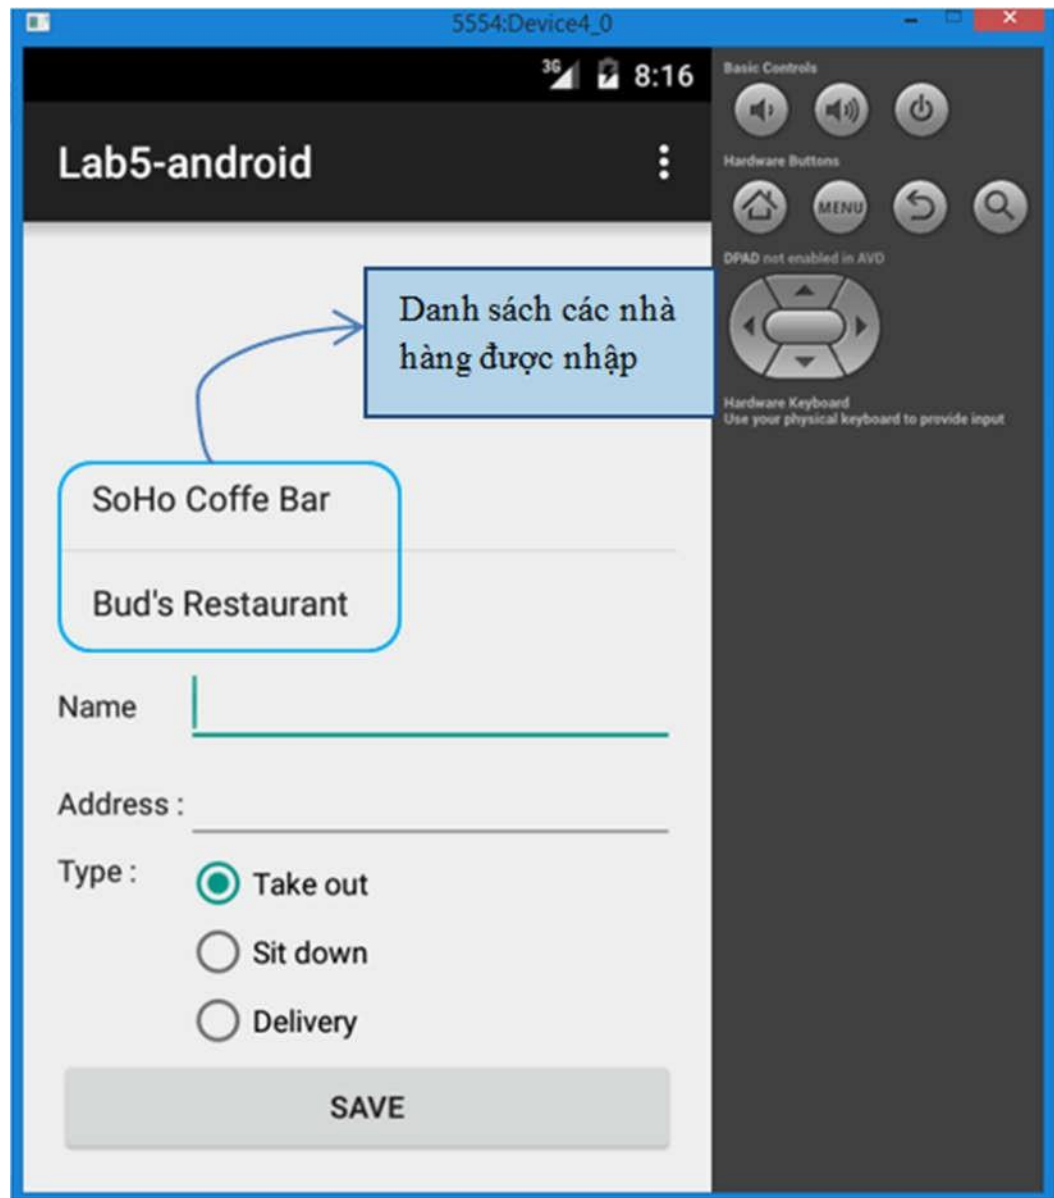 5554:Device4_0
3G 8:16
Lab5-android
Danh sách các nhà
hàng được nhập
SoHo Coffe Bar
Bud's Restaurant
Name
Address :
Type :
Take out
Sit down
Delivery
SAVE
Basic Controls
Hardware Buttons
MENU
DPAD not enabled in AVD
Hardware Keyboard
Use your physical keyboard to provide input